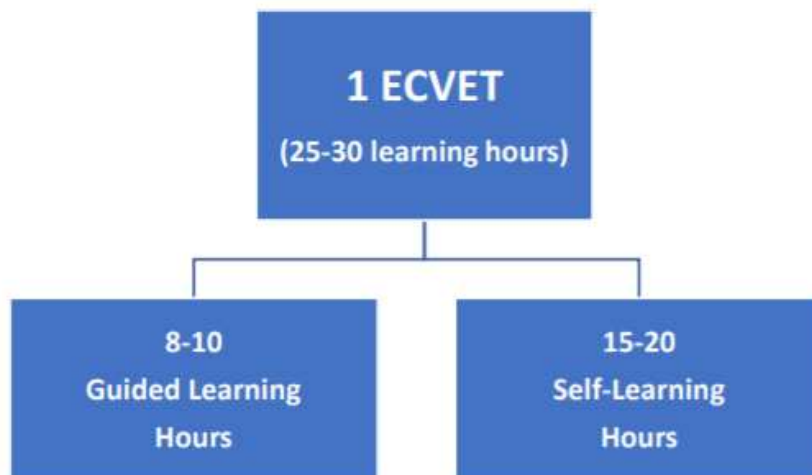 1 ECVET
(25-30 learning hours)
8-10
Guided Learning
Hours
15-20
Self-Learning
Hours